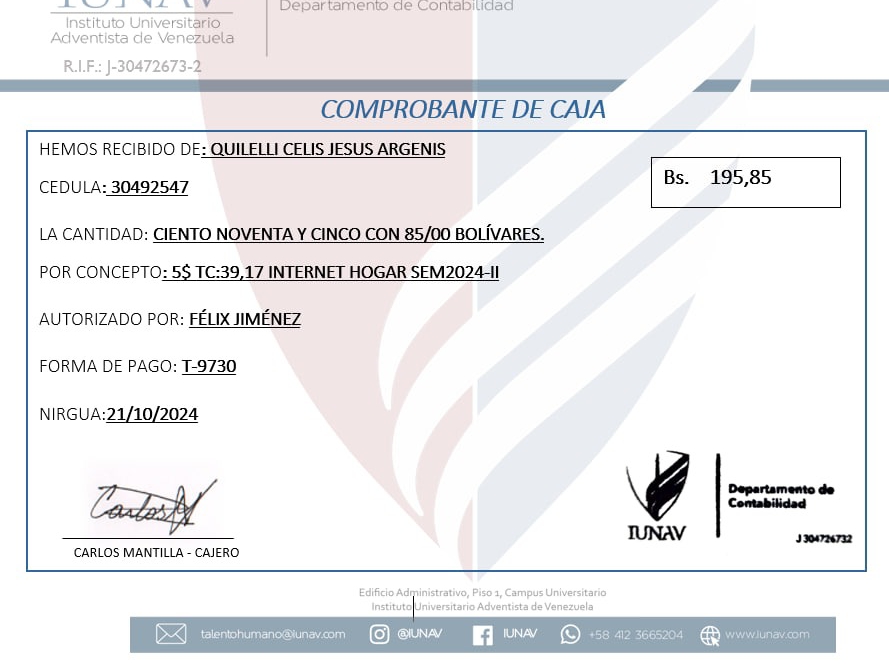 IUNAV
Departamento de Contabilidad
Instituto Universitario
Adventista de Venezuela
R.I.F.: J-30472673-2
COMPROBANTE DE CAJA
HEMOS RECIBIDO DE: QUILELLI CELIS JESUS ARGENIS
Bs. 195,85
CEDULA: 30492547
LA CANTIDAD: CIENTO NOVENTA Y CINCO CON 85/00 BOLÍVARES.
POR CONCEPTO: 5$ TC:39,17 INTERNET HOGAR SEM2024-II
AUTORIZADO POR: FÉLIX JIMÉNEZ
FORMA DE PAGO: T-9730
NIRGUA:21/10/2024
Carlos M
CARLOS MANTILLA - CAJERO
IUNAV
Departamento de
Contabilidad
J304726732
Edificio Administrativo, Piso 1, Campus Universitario
Instituto Universitario Adventista de Venezuela
talentohumano@iunav.com @IUNAV IUNAV +58 412 3665204 www.iunav.com